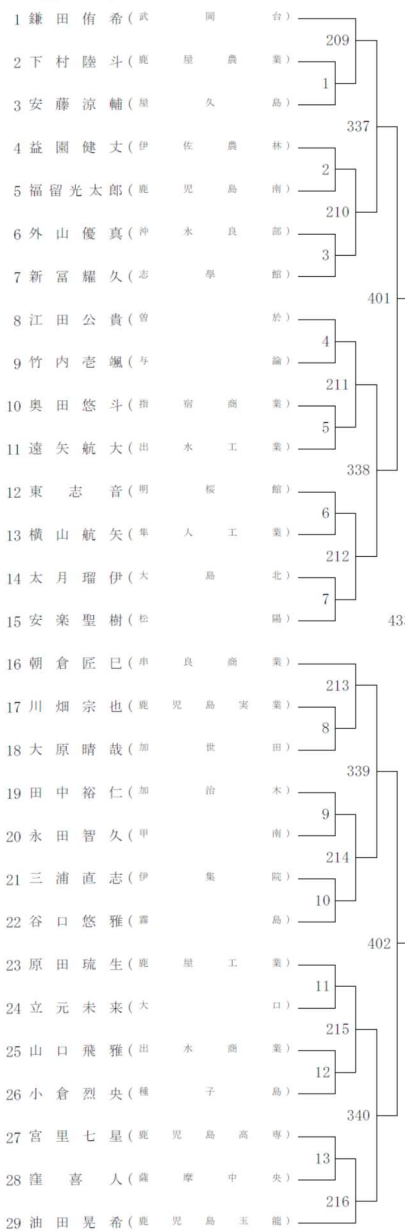 1 鎌田侑希(武岡台)
209
2 下村陸斗(鹿屋農業)
1
3 安藤涼輔(屋久島)
337
4 益園健丈(伊佐農林)
2
5 福留光太郎(鹿児島南)
210
6 外山優真(沖永良部)
3
7 新冨耀久(志學館)
401
8 江田公貴(曽於)
4
9 竹内壱颯(与論)
211
10 奥田悠斗(指宿商業)
5
11 遠矢航大(出水工業)
338
12 東志音(明桜館)
6
13 横山航矢(隼人工業)
212
14 太月瑠伊(大島北)
7
15 安楽聖樹(松陽)
433
16 朝倉匠巳(串良商業)
213
17 川畑宗也(鹿児島実業)
8
18 大原晴哉(加世田)
339
19 田中裕仁(加治木)
9
20 永田智久(甲南)
214
21 三浦直志(伊集院)
10
22 谷口悠雅(霧島)
402
23 原田琉生(鹿屋工業)
11
24 立元未来(大口)
215
25 山口飛雅(出水商業)
12
26 小倉烈央(種子島)
340
27 宮里七星(鹿児島高専)
13
28 窪喜人(薩摩中央)
216
29 油田晃希(鹿児島玉龍)